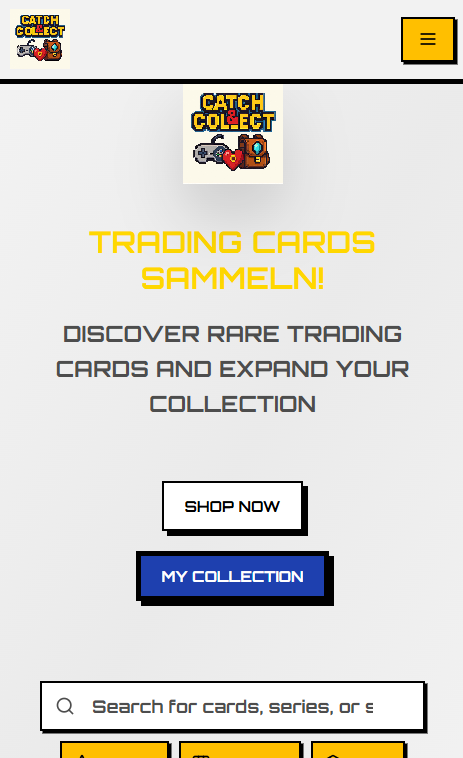 CATCH
&
COLLECT
CATCH
&
COLLECT
TRADING CARDS
SAMMELN!
DISCOVER RARE TRADING
CARDS AND EXPAND YOUR
COLLECTION
SHOP NOW
MY COLLECTION
Search for cards, series, or s